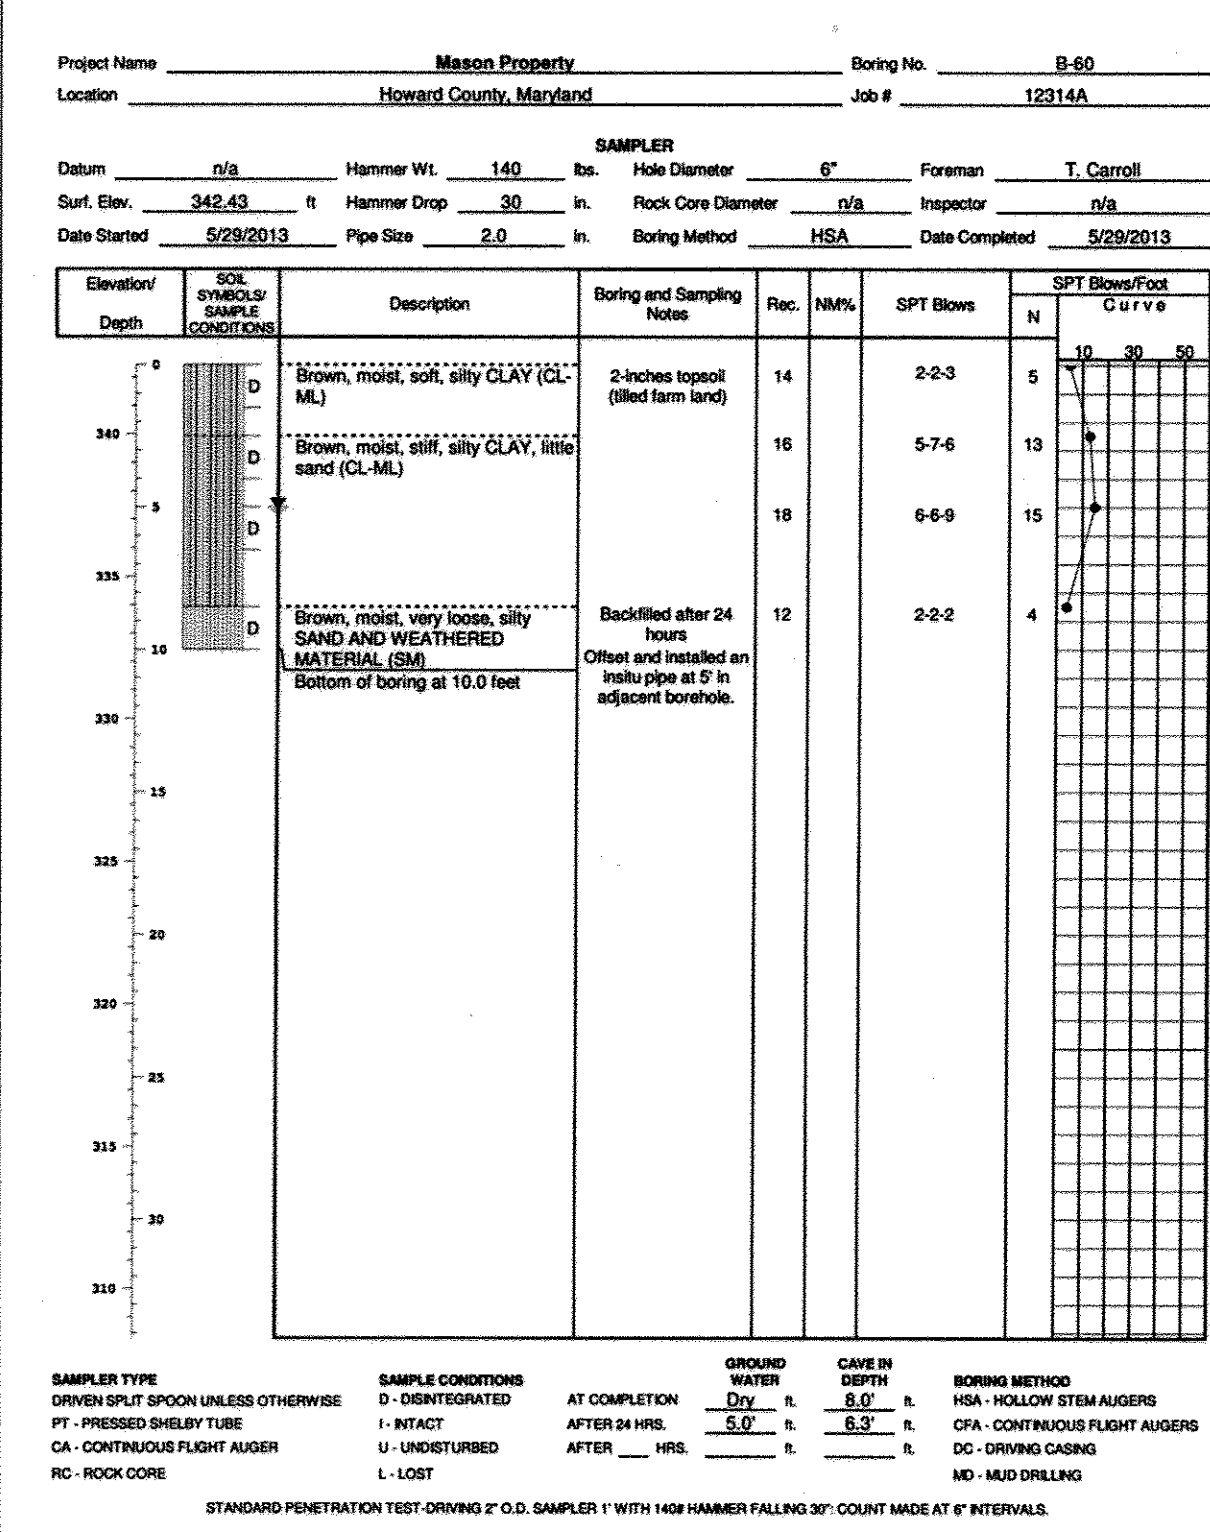 Project Name Mason Property Boring No. B-60
Location Howard County, Maryland Job # 12314A
SAMPLER
Datum n/a Hammer Wt. 140 lbs. Hole Diameter 6" Foreman T. Carroll
Surf. Elev. 342.43 ft Hammer Drop 30 in. Rock Core Diameter n/a Inspector n/a
Date Started 5/29/2013 Pipe Size 2.0 in. Boring Method HSA Date Completed 5/29/2013
Elevation/ Depth
SOIL SYMBOLS/ SAMPLE CONDITIONS
Description
Boring and Sampling Notes
Rec.
NM%
SPT Blows
SPT Blows/Foot
N
Curve
10 30 50
0
D
Brown, moist, soft, silty CLAY (CL-
ML)
2-inches topsoil
(tilled farm land)
14 2-2-3 5
340
D
Brown, moist, stiff, silty CLAY, little
sand (CL-ML)
16 5-7-6 13
5
D
18 6-6-9 15
335
D
Brown, moist, very loose, silty
SAND AND WEATHERED
MATERIAL (SM)
Backfilled after 24
hours
12 2-2-2 4
10
Bottom of boring at 10.0 feet
Offset and installed an
insitu pipe at 5' in
adjacent borehole.
330
15
325
20
320
25
315
30
310
GROUND WATER CAVE IN DEPTH
SAMPLER TYPE SAMPLE CONDITIONS BORING METHOD
DRIVEN SPLIT SPOON UNLESS OTHERWISE D - DISINTEGRATED AT COMPLETION Dry ft. 8.0' ft. HSA - HOLLOW STEM AUGERS
PT - PRESSED SHELBY TUBE I - INTACT AFTER 24 HRS. 5.0' ft. 6.3' ft. CFA - CONTINUOUS FLIGHT AUGERS
CA - CONTINUOUS FLIGHT AUGER U - UNDISTURBED AFTER ___ HRS. ft. ft. DC - DRIVING CASING
RC - ROCK CORE L - LOST MD - MUD DRILLING
STANDARD PENETRATION TEST-DRIVING 2" O.D. SAMPLER 1' WITH 140# HAMMER FALLING 30": COUNT MADE AT 6" INTERVALS.